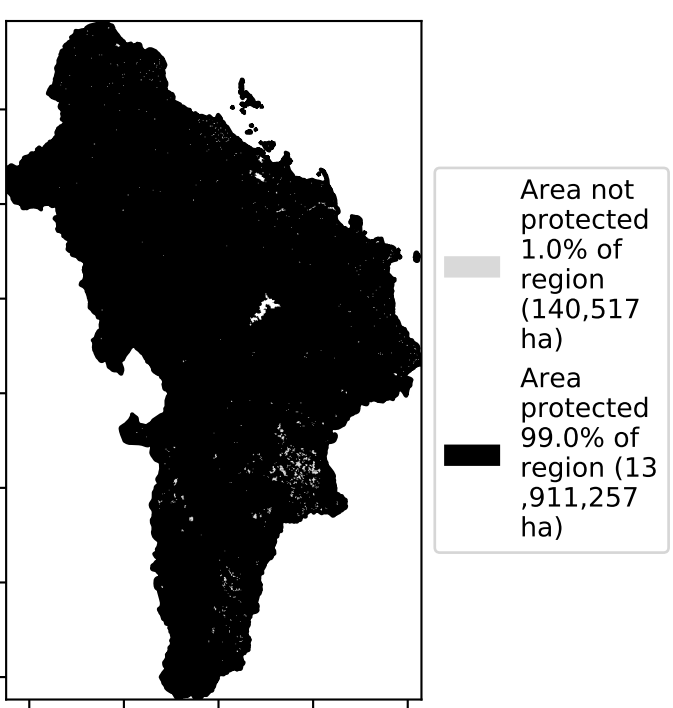 Area not
protected
1.0% of
region
(140,517
ha)
Area
protected
99.0% of
region (13
,911,257
ha)